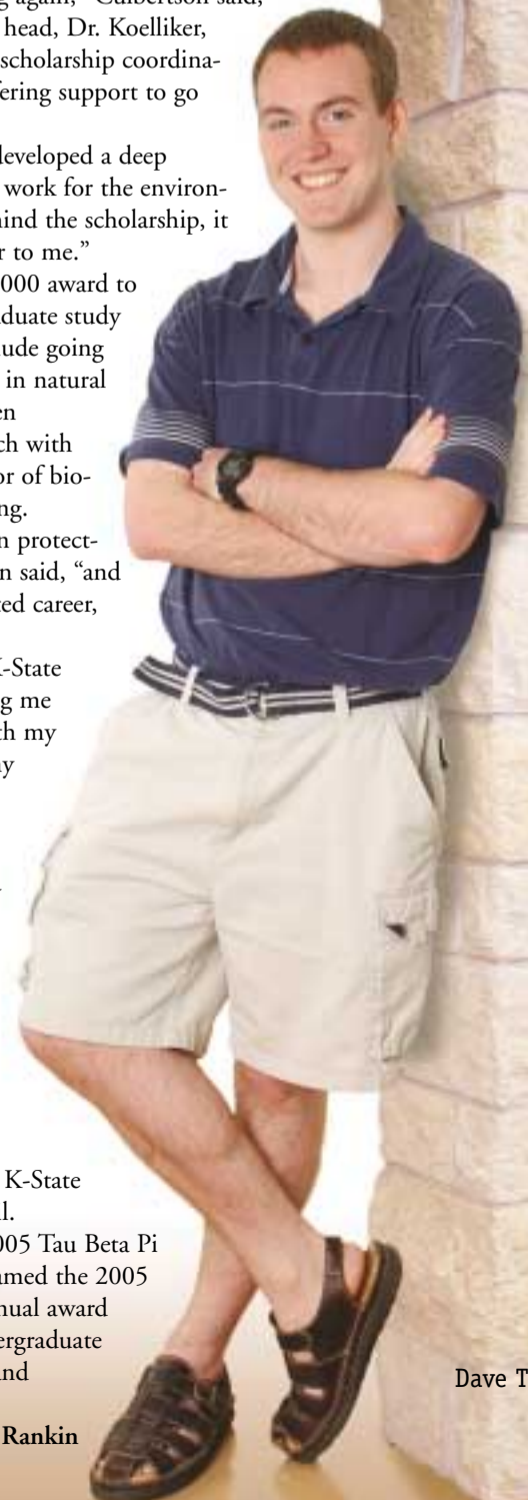 g again," Culbertson said,
head, Dr. Koelliker,
scholarship coordina-
fering support to go
developed a deep
work for the environ-
hind the scholarship, it
r to me."
000 award to
duate study
lude going
in natural
en
ch with
or of bio-
ng.
n protect-
n said, "and
ted career,
K-State
g me
th my
ny
K-State
ll.
005 Tau Beta Pi
amed the 2005
nual award
ergraduate
and
Rankin
Dave T